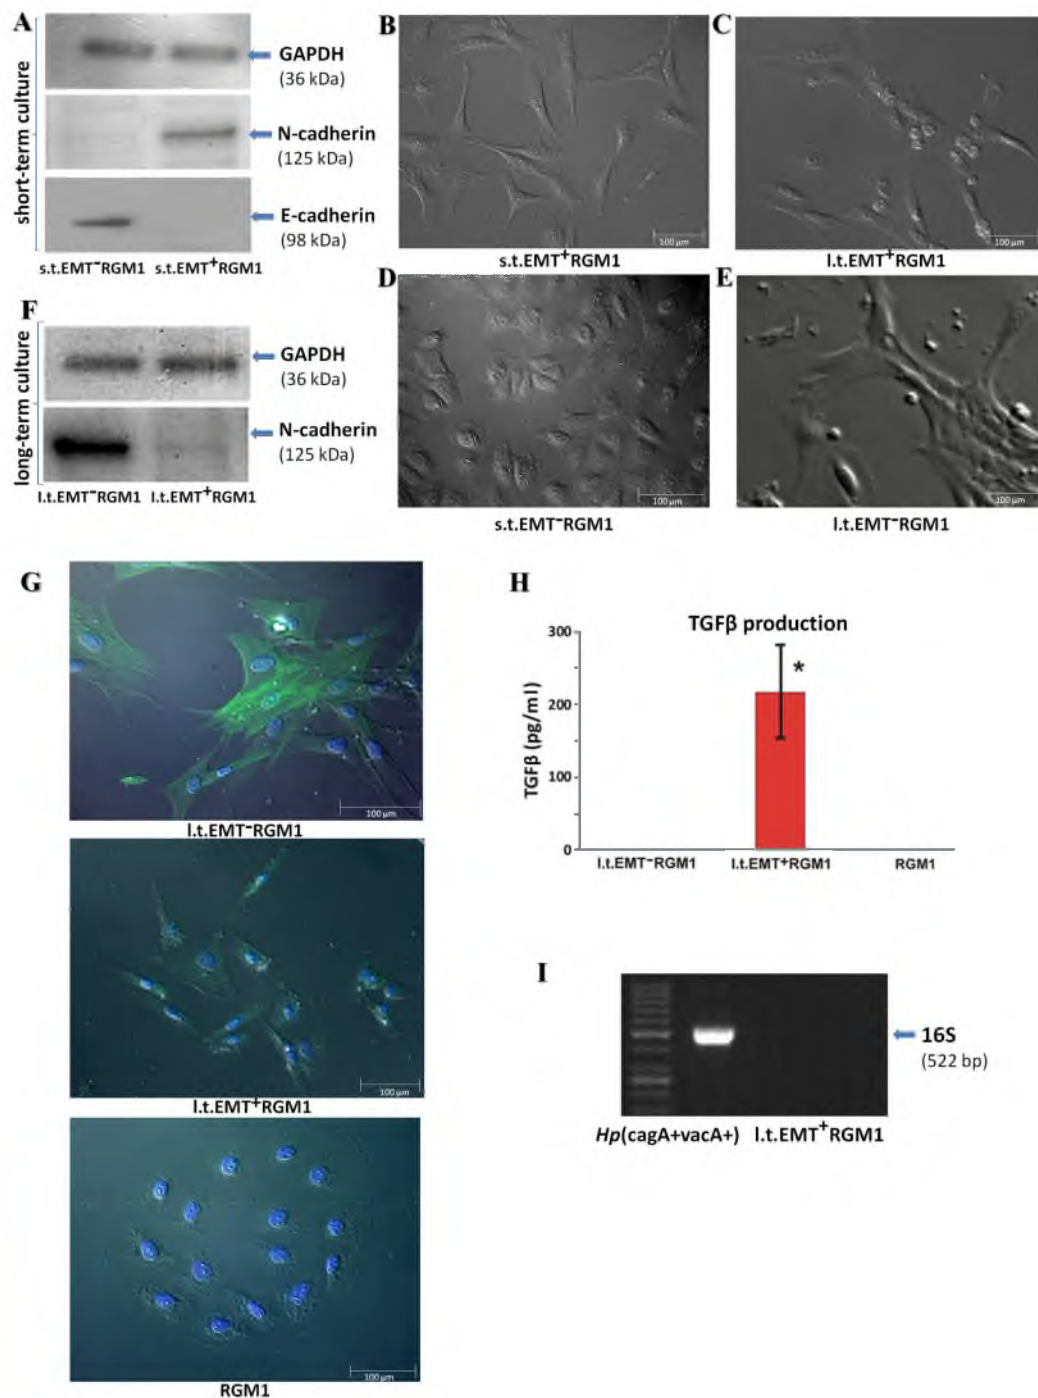 A
short-term culture
GAPDH
(36 kDa)
N-cadherin
(125 kDa)
E-cadherin
(98 kDa)
s.t.EMT⁻RGM1 s.t.EMT⁺RGM1
B
100 µm
s.t.EMT⁺RGM1
C
100 µm
l.t.EMT⁺RGM1
D
100 µm
s.t.EMT⁻RGM1
E
100 µm
l.t.EMT⁻RGM1
F
long-term culture
GAPDH
(36 kDa)
N-cadherin
(125 kDa)
l.t.EMT⁻RGM1 l.t.EMT⁺RGM1
G
100 µm
l.t.EMT⁻RGM1
100 µm
l.t.EMT⁺RGM1
100 µm
RGM1
H
TGFβ production
TGFβ (pg/ml)
300
200
100
0
*
l.t.EMT⁻RGM1 l.t.EMT⁺RGM1 RGM1
I
16S
(522 bp)
Hp(cagA+vacA+) l.t.EMT⁺RGM1